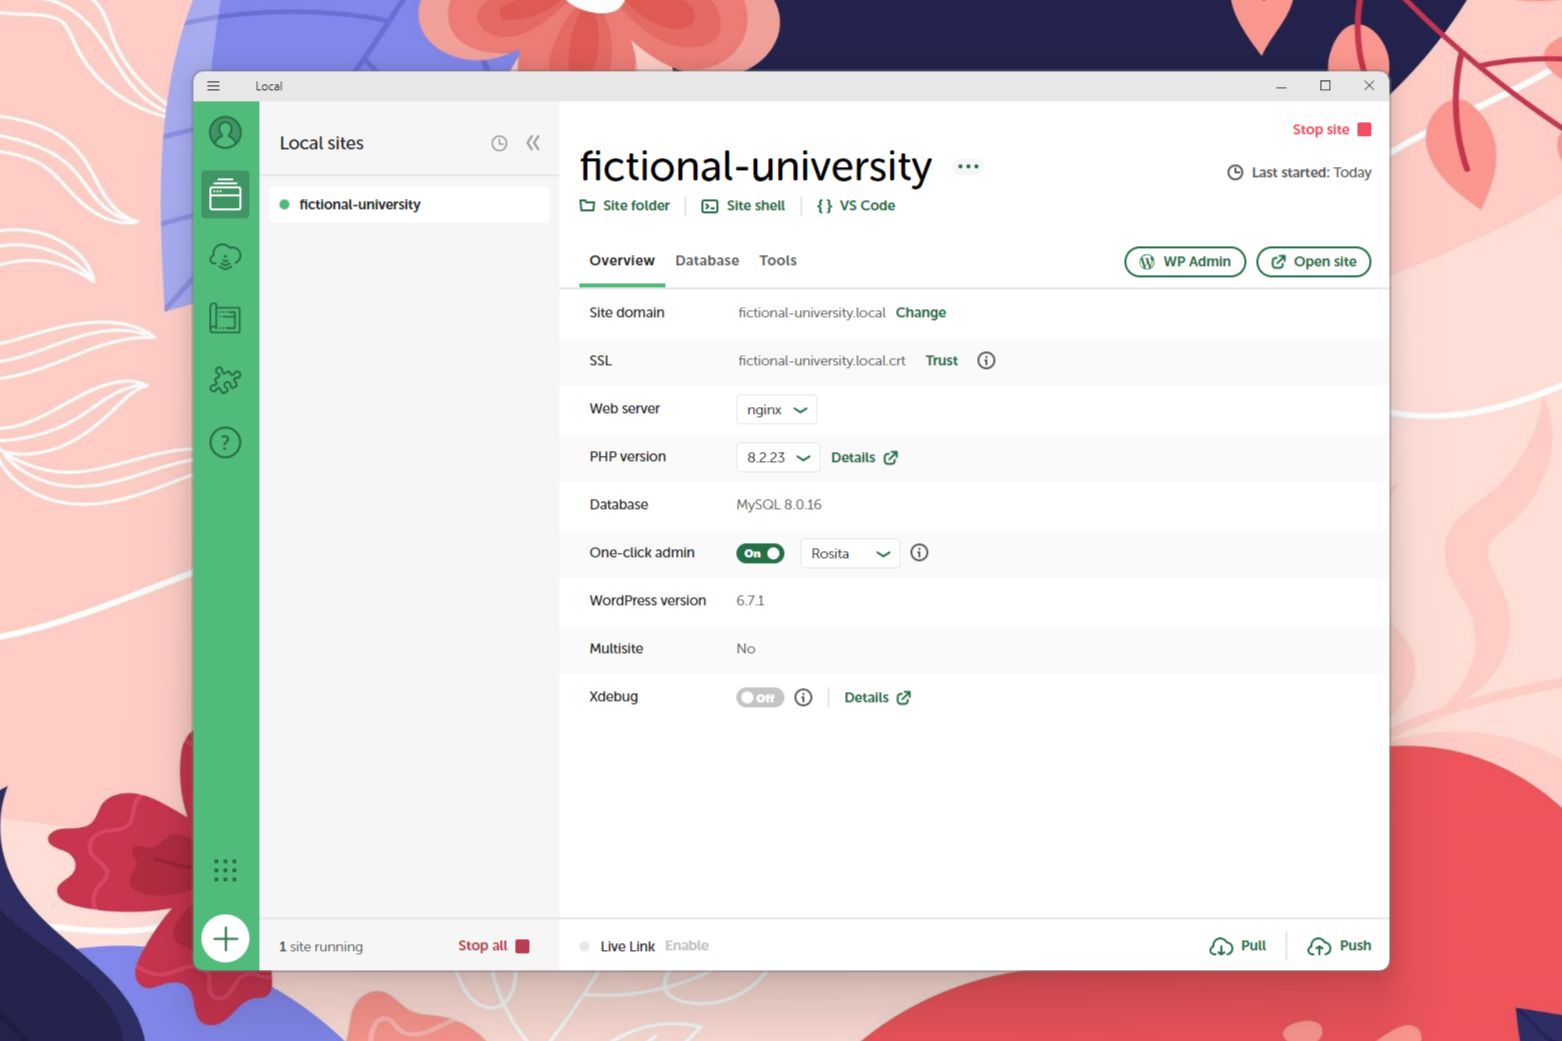 Local
Local sites
fictional-university
1 site running
Stop all
Stop site
fictional-university
Last started: Today
Site folder
Site shell
VS Code
Overview
Database
Tools
WP Admin
Open site
Site domain
fictional-university.local
Change
SSL
fictional-university.local.crt
Trust
Web server
nginx
PHP version
8.2.23
Details
Database
MySQL 8.0.16
One-click admin
On
Rosita
WordPress version
6.7.1
Multisite
No
Xdebug
Off
Details
Live Link
Enable
Pull
Push